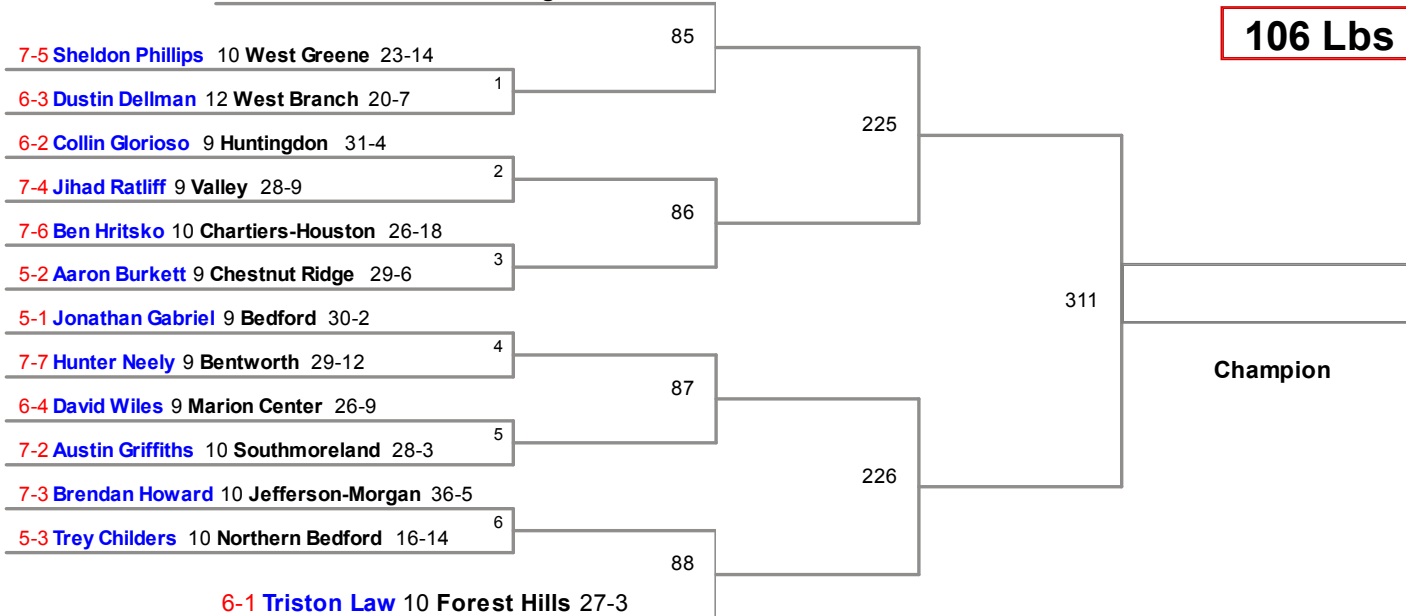 85
106 Lbs
7-5 Sheldon Phillips 10 West Greene 23-14
1
6-3 Dustin Dellman 12 West Branch 20-7
225
6-2 Collin Glorioso 9 Huntingdon 31-4
2
7-4 Jihad Ratliff 9 Valley 28-9
86
7-6 Ben Hritsko 10 Chartiers-Houston 26-18
3
5-2 Aaron Burkett 9 Chestnut Ridge 29-6
311
5-1 Jonathan Gabriel 9 Bedford 30-2
4
7-7 Hunter Neely 9 Bentworth 29-12
Champion
87
6-4 David Wiles 9 Marion Center 26-9
5
7-2 Austin Griffiths 10 Southmoreland 28-3
226
7-3 Brendan Howard 10 Jefferson-Morgan 36-5
6
5-3 Trey Childers 10 Northern Bedford 16-14
88
6-1 Triston Law 10 Forest Hills 27-3